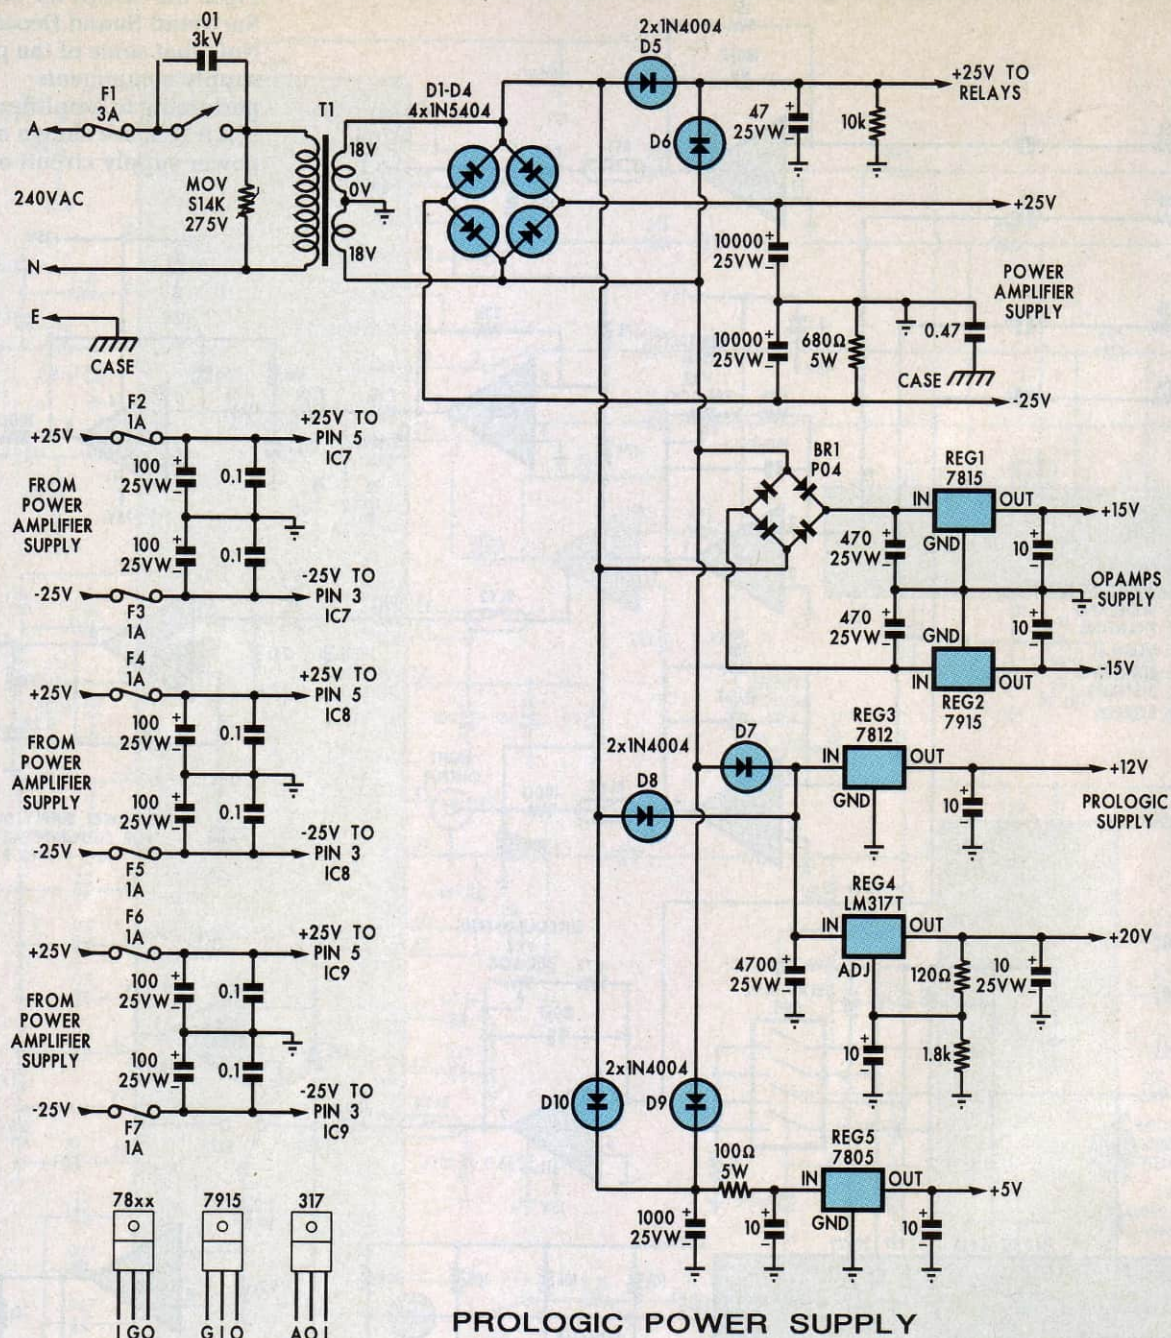 .01
3kV
F1
3A
A
240VAC
MOV
S14K
275V
N
E
CASE
T1
18V
0V
18V
D1-D4
4x1N5404
2x1N4004
D5
D6
47
25VW
+
-
10k
+25V TO
RELAYS
+25V
10000
25VW
+
-
10000
25VW
+
-
680Ω
5W
0.47
CASE
POWER
AMPLIFIER
SUPPLY
-25V
F2
1A
+25V
+25V TO
PIN 5
IC7
100
25VW
+
-
0.1
FROM
POWER
AMPLIFIER
SUPPLY
100
25VW
+
-
0.1
-25V
-25V TO
PIN 3
IC7
F3
1A
F4
1A
+25V
+25V TO
PIN 5
IC8
100
25VW
+
-
0.1
FROM
POWER
AMPLIFIER
SUPPLY
100
25VW
+
-
0.1
-25V
-25V TO
PIN 3
IC8
F5
1A
F6
1A
+25V
+25V TO
PIN 5
IC9
100
25VW
+
-
0.1
FROM
POWER
AMPLIFIER
SUPPLY
100
25VW
+
-
0.1
-25V
-25V TO
PIN 3
IC9
F7
1A
BR1
P04
REG1
7815
IN
OUT
GND
+15V
470
25VW
+
-
10
+
-
OPAMPS
SUPPLY
470
25VW
+
-
10
+
-
GND
IN
OUT
-15V
REG2
7915
2x1N4004
D7
D8
REG3
7812
IN
OUT
GND
+12V
10
+
-
PROLOGIC
SUPPLY
REG4
LM317T
IN
OUT
ADJ
+20V
4700
25VW
+
-
120Ω
10
25VW
+
-
10
+
-
1.8k
2x1N4004
D10
D9
100Ω
5W
REG5
7805
IN
OUT
GND
+5V
1000
25VW
+
-
10
+
-
10
+
-
78xx
7915
317
I G O
G I O
A O I
PROLOGIC POWER SUPPLY